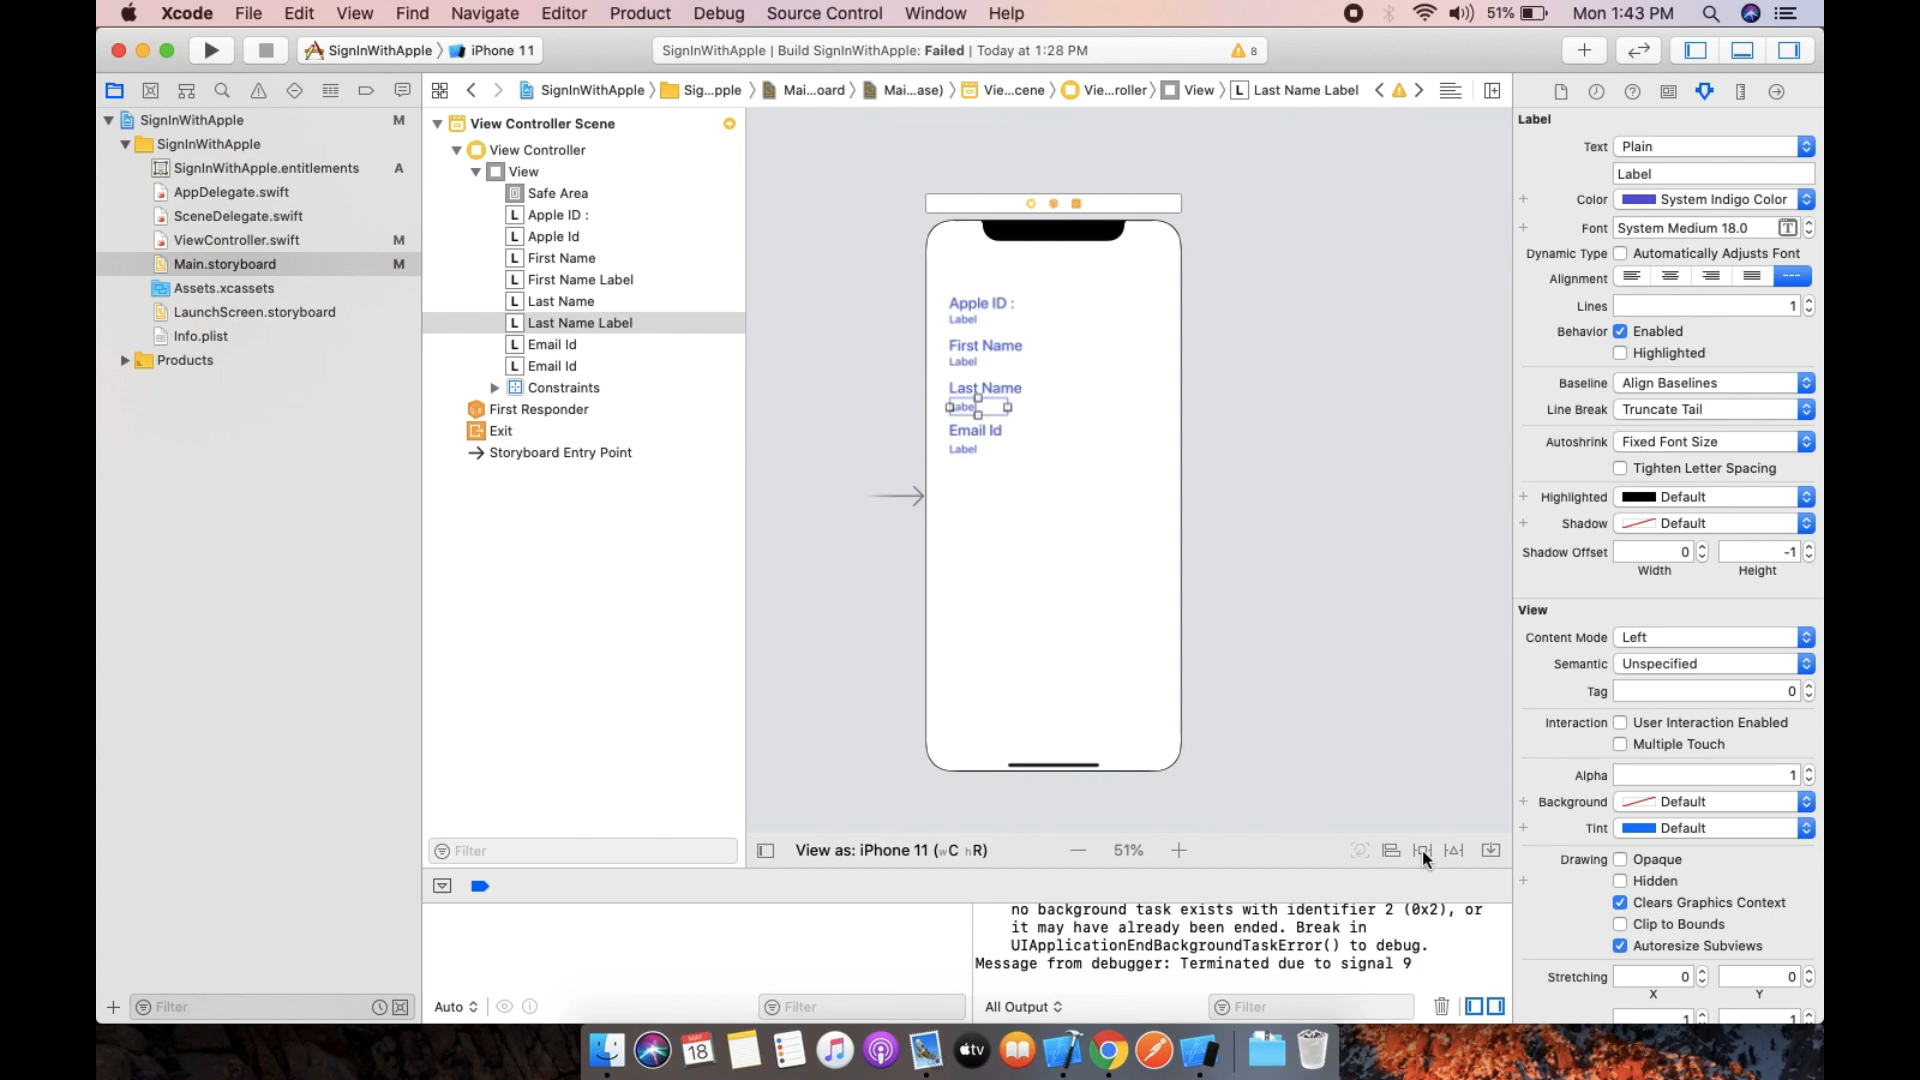 Xcode File Edit View Find Navigate Editor Product Debug Source Control Window Help 51% Mon 1:43 PM
SignInWithApple iPhone 11 SignInWithApple | Build SignInWithApple: Failed | Today at 1:28 PM 8
SignInWithApple Sig...pple Mai...oard Mai...ase) Vie...cene Vie...roller View L Last Name Label
SignInWithApple M
SignInWithApple
SignInWithApple.entitlements A
AppDelegate.swift
SceneDelegate.swift
ViewController.swift M
Main.storyboard M
Assets.xcassets
LaunchScreen.storyboard
Info.plist
Products
Filter
View Controller Scene
View Controller
View
Safe Area
L Apple ID :
L Apple Id
L First Name
L First Name Label
L Last Name
L Last Name Label
L Email Id
L Email Id
Constraints
First Responder
Exit
Storyboard Entry Point
Filter
Apple ID :
Label
First Name
Label
Last Name
Label
Email Id
Label
View as: iPhone 11 (wC hR) 51%
no background task exists with identifier 2 (0x2), or
it may have already been ended. Break in
UIApplicationEndBackgroundTaskError() to debug.
Message from debugger: Terminated due to signal 9
Auto Filter All Output Filter
Label
Text Plain
Label
Color System Indigo Color
Font System Medium 18.0 T
Dynamic Type Automatically Adjusts Font
Alignment
Lines 1
Behavior Enabled
Highlighted
Baseline Align Baselines
Line Break Truncate Tail
Autoshrink Fixed Font Size
Tighten Letter Spacing
Highlighted Default
Shadow Default
Shadow Offset 0 -1
Width Height
View
Content Mode Left
Semantic Unspecified
Tag 0
Interaction User Interaction Enabled
Multiple Touch
Alpha 1
Background Default
Tint Default
Drawing Opaque
Hidden
Clears Graphics Context
Clip to Bounds
Autoresize Subviews
Stretching 0 0
X Y
1 1
18 tv